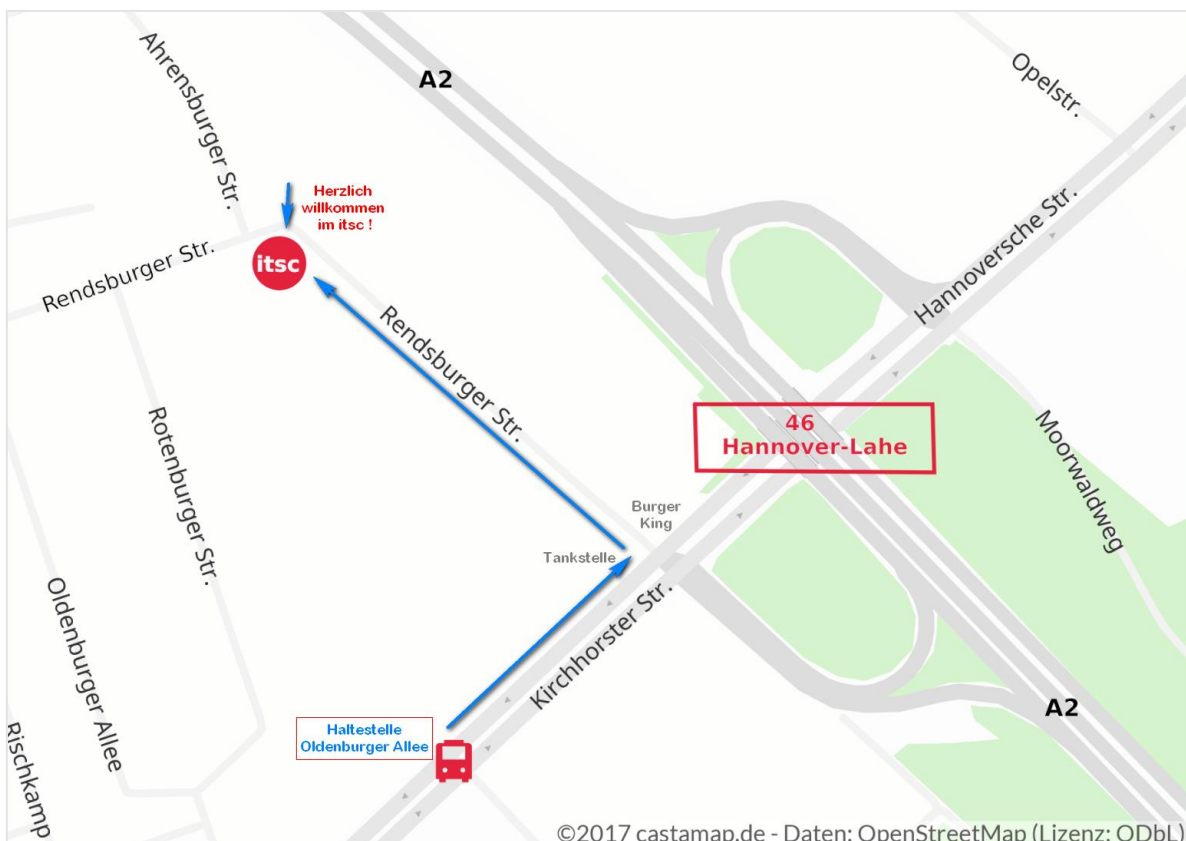 A2
Opelstr.
Ahrensburger Str.
Herzlich
willkommen
im itsc !
Hannoversche Str.
Rendsburger Str.
itsc
Rendsburger Str.
46
Hannover-Lahe
Rotenburger Str.
Moorwaldweg
Burger
King
Tankstelle
Oldenburger Allee
Kirchhorster Str.
A2
Haltestelle
Oldenburger Allee
Rischkamp
©2017 castamap.de - Daten: OpenStreetMap (Lizenz: ODbL)